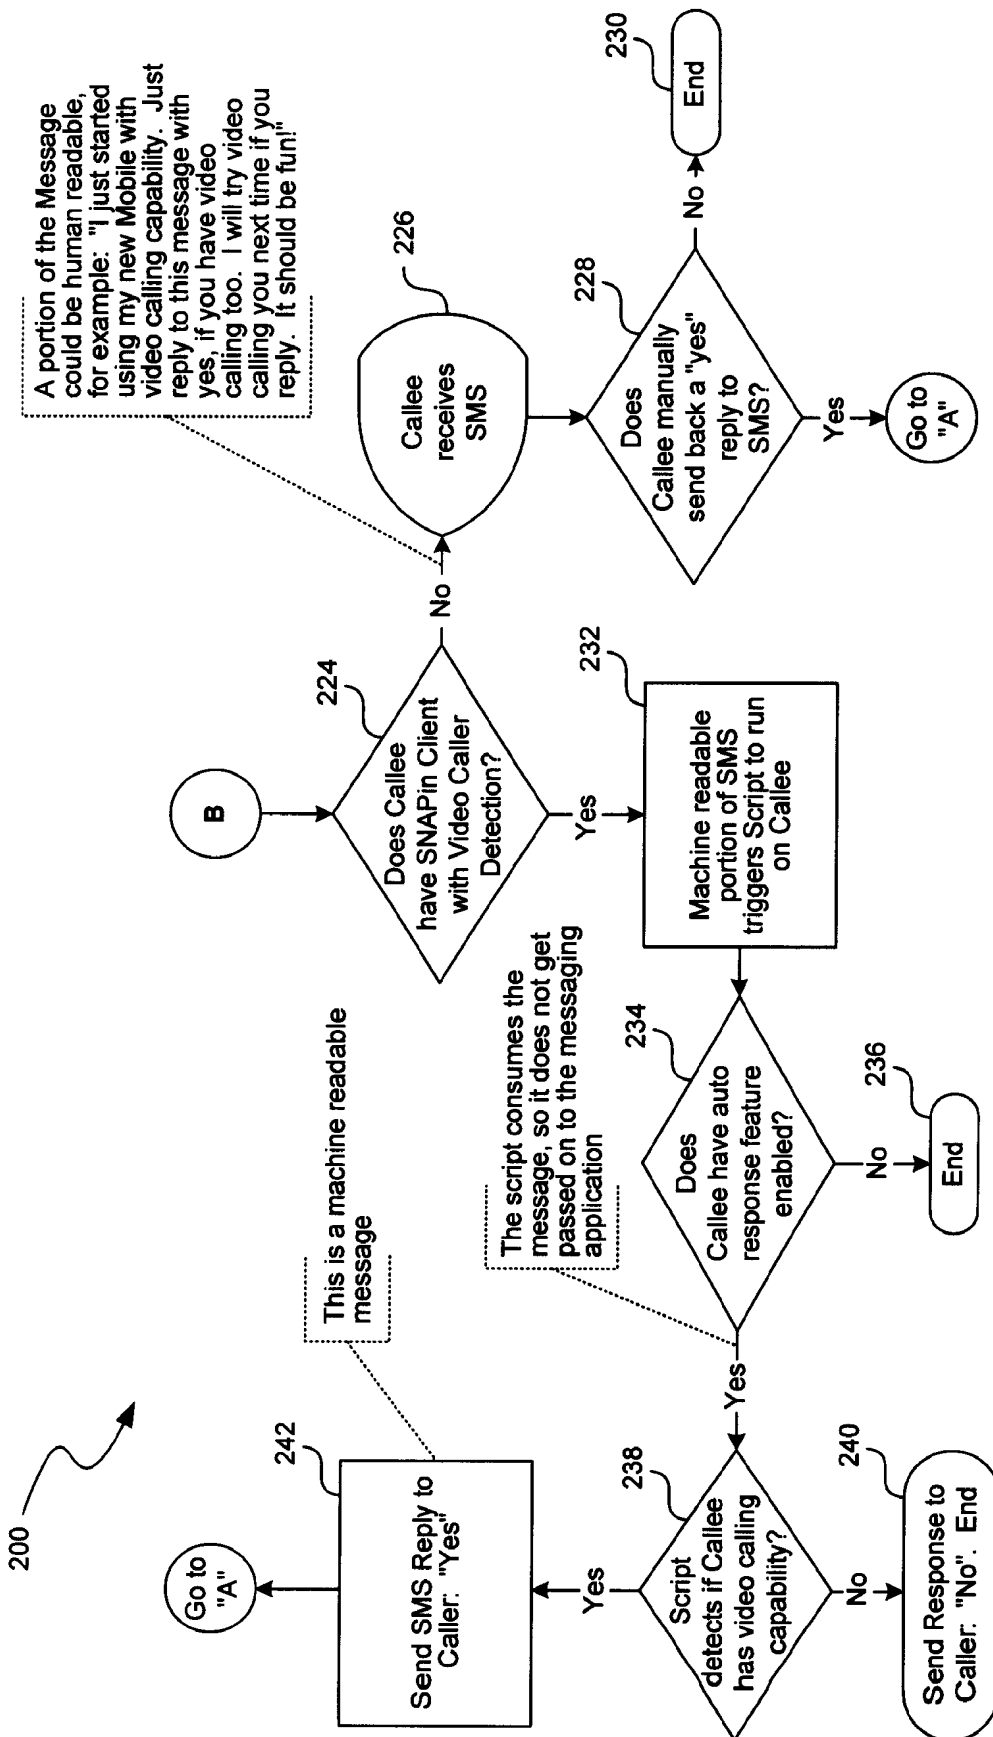 200
Go to
"A"
242
Send SMS Reply to
Caller: "Yes"
This is a machine readable
message
Yes
238
Script
detects if Callee
has video calling
capability?
No
240
Send Response to
Caller: "No". End
Yes
The script consumes the
message, so it does not get
passed on to the messaging
application
234
Does
Callee have auto
response feature
enabled?
No
236
End
B
224
Does Callee
have SNAPin Client
with Video Caller
Detection?
Yes
232
Machine readable
portion of SMS
triggers Script to run
on Callee
No
A portion of the Message
could be human readable,
for example: "I just started
using my new Mobile with
video calling capability. Just
reply to this message with
yes, if you have video
calling too. I will try video
calling you next time if you
reply. It should be fun!"
226
Callee
receives
SMS
228
Does
Callee manually
send back a "yes"
reply to
SMS?
Yes
Go to
"A"
No
230
End